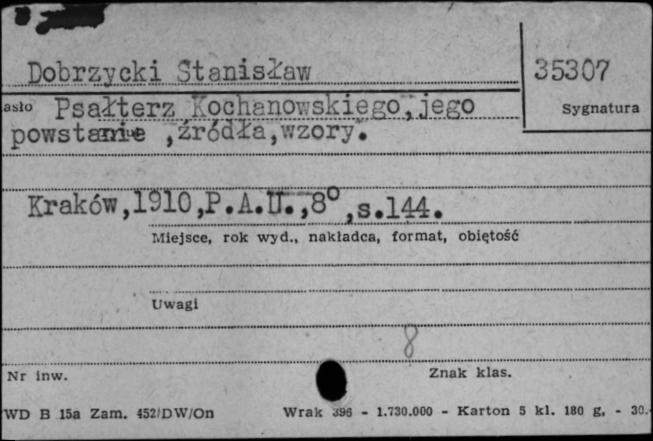 Dobrzycki Stanisław
35307
asło Psałterz Kochanowskiego, jego
Sygnatura
powstanie ,źródła,wzory.
Kraków,1910,P.A.U.,8°,s.144.
Miejsce, rok wyd., nakładca, format, objętość
Uwagi
8
Nr inw.
Znak klas.
WD B 15a Zam. 452/DW/On
Wrak 396 - 1.730.000 - Karton 5 kl. 180 g, - 30.